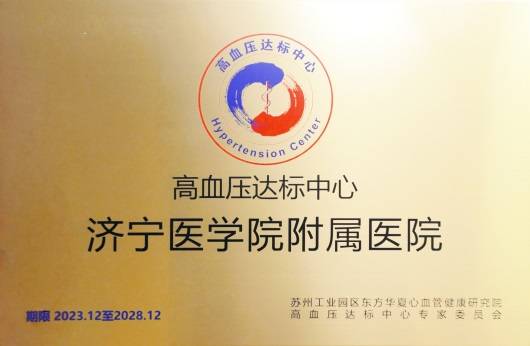 高血压达标中心
Hypertension Center
高血压达标中心
济宁医学院附属医院
期限 2023.12至2028.12
苏州工业园区东方华夏心血管健康研究院
高血压达标中心专家委员会